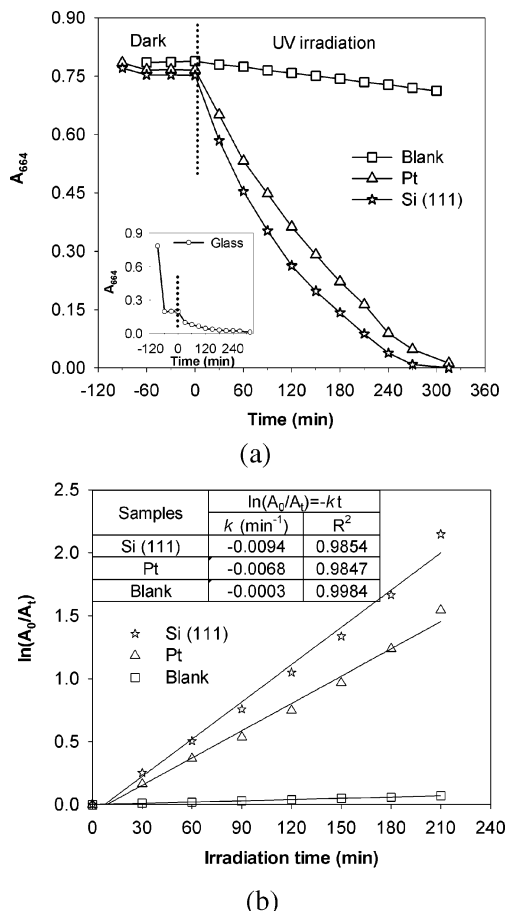 Dark UV irradiation
0.90
0.75
0.60
0.45
0.30
0.15
0.00
A664
Blank
Pt
Si (111)
0.9
0.6
0.3
0
A664
Glass
-120 0 120 240
Time (min)
-120 -60 0 60 120 180 240 300 360
Time (min)
(a)
2.5
2.0
1.5
1.0
0.5
0.0
ln(A0/At)
Samples ln(A0/At)=-kt
k (min-1) R2
Si (111) -0.0094 0.9854
Pt -0.0068 0.9847
Blank -0.0003 0.9984
Si (111)
Pt
Blank
0 30 60 90 120 150 180 210 240
Irradiation time (min)
(b)